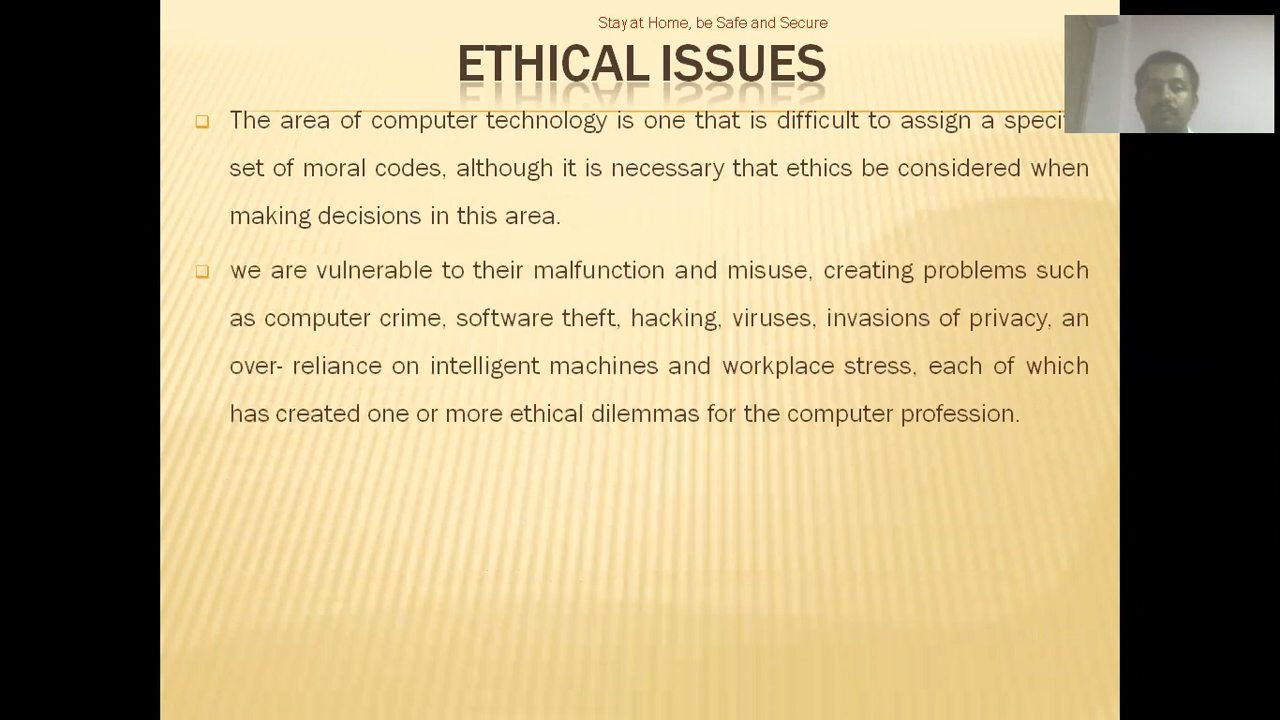 Stay at Home, be Safe and Secure
ETHICAL ISSUES
The area of computer technology is one that is difficult to assign a
set of moral codes, although it is necessary that ethics be considered when
making decisions in this area.
we are vulnerable to their malfunction and misuse, creating problems such
as computer crime, software theft, hacking, viruses, invasions of privacy, an
over- reliance on intelligent machines and workplace stress, each of which
has created one or more ethical dilemmas for the computer profession.